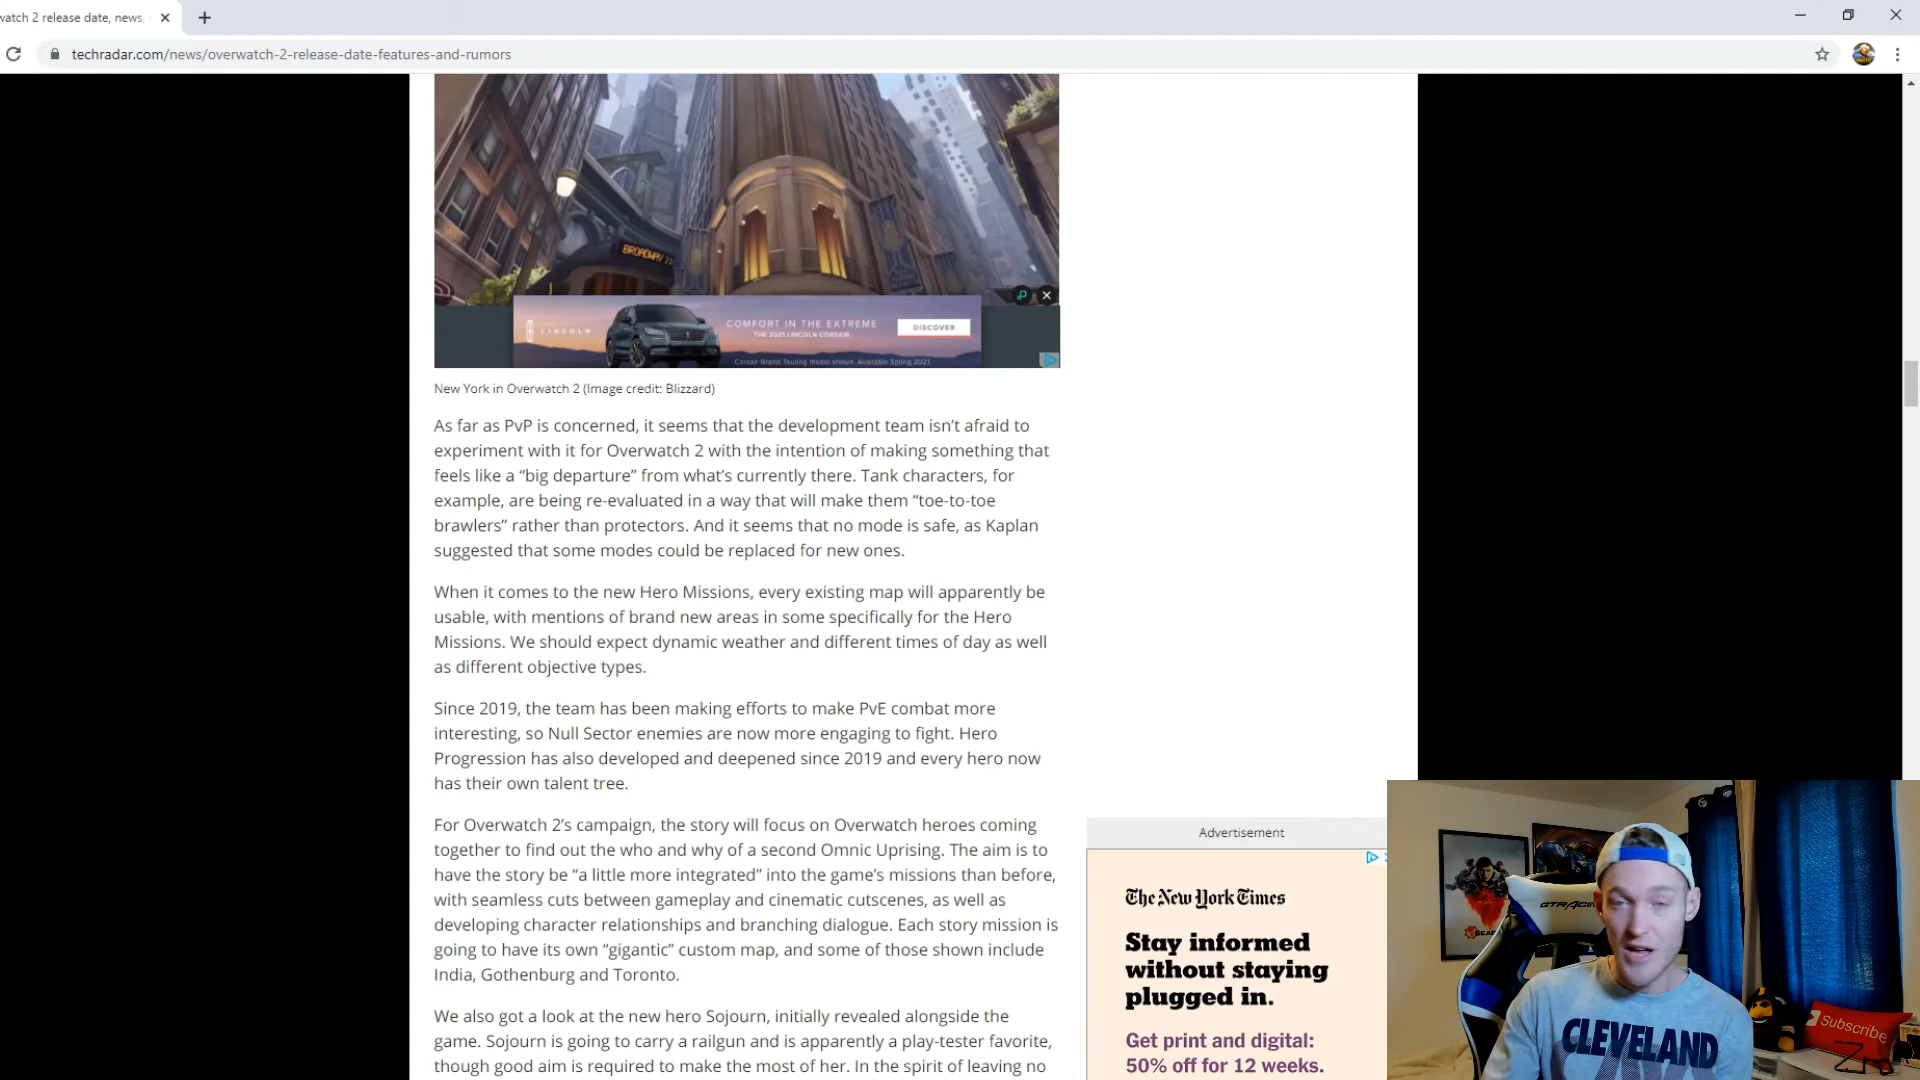 watch 2 release date, news,
techradar.com/news/overwatch-2-release-date-features-and-rumors
BROADWAY >>
LINCOLN
COMFORT IN THE EXTREME
THE 2021 LINCOLN CORSAIR
DISCOVER
Corsair Grand Touring model shown. Available Spring 2021.
New York in Overwatch 2 (Image credit: Blizzard)
As far as PvP is concerned, it seems that the development team isn’t afraid to
experiment with it for Overwatch 2 with the intention of making something that
feels like a “big departure” from what’s currently there. Tank characters, for
example, are being re-evaluated in a way that will make them “toe-to-toe
brawlers” rather than protectors. And it seems that no mode is safe, as Kaplan
suggested that some modes could be replaced for new ones.
When it comes to the new Hero Missions, every existing map will apparently be
usable, with mentions of brand new areas in some specifically for the Hero
Missions. We should expect dynamic weather and different times of day as well
as different objective types.
Since 2019, the team has been making efforts to make PvE combat more
interesting, so Null Sector enemies are now more engaging to fight. Hero
Progression has also developed and deepened since 2019 and every hero now
has their own talent tree.
For Overwatch 2’s campaign, the story will focus on Overwatch heroes coming
together to find out the who and why of a second Omnic Uprising. The aim is to
have the story be “a little more integrated” into the game’s missions than before,
with seamless cuts between gameplay and cinematic cutscenes, as well as
developing character relationships and branching dialogue. Each story mission is
going to have its own “gigantic” custom map, and some of those shown include
India, Gothenburg and Toronto.
We also got a look at the new hero Sojourn, initially revealed alongside the
game. Sojourn is going to carry a railgun and is apparently a play-tester favorite,
though good aim is required to make the most of her. In the spirit of leaving no
Advertisement
The New York Times
Stay informed
without staying
plugged in.
Get print and digital:
50% off for 12 weeks.
GEARS
GTRACING
Subscribe
CLEVELAND